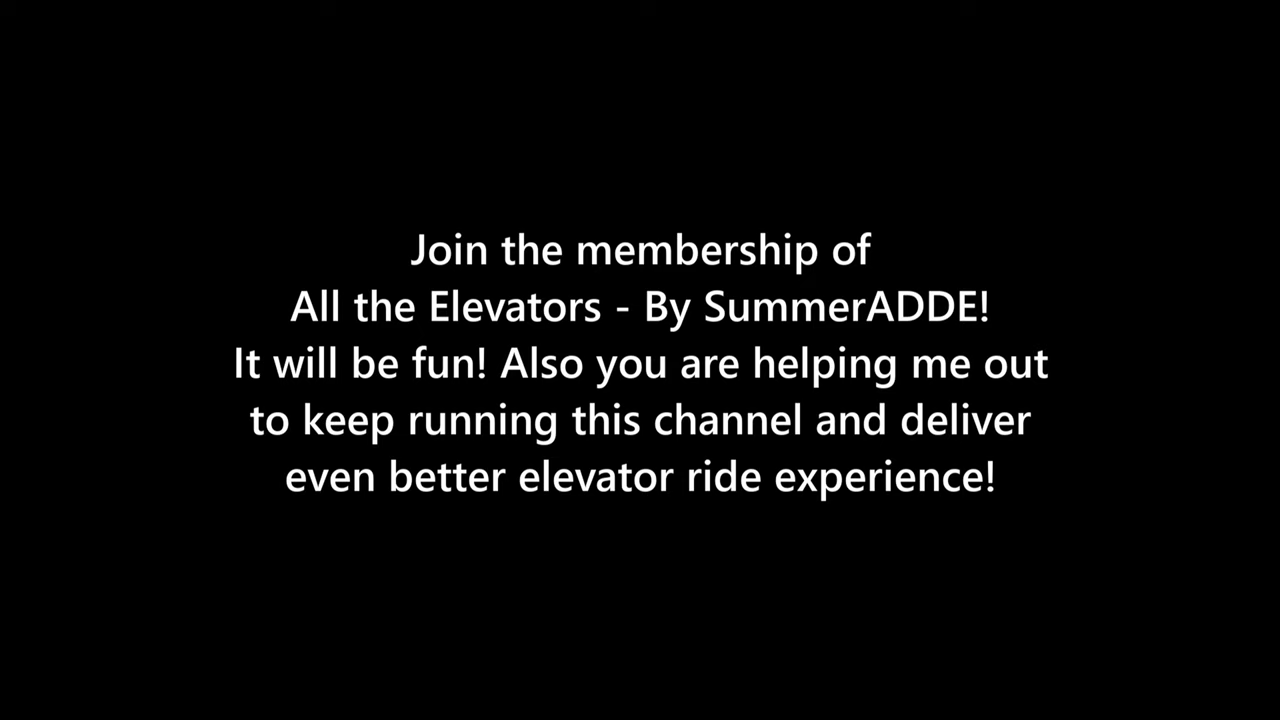 Join the membership of
All the Elevators - By SummerADDE!
It will be fun! Also you are helping me out
to keep running this channel and deliver
even better elevator ride experience!